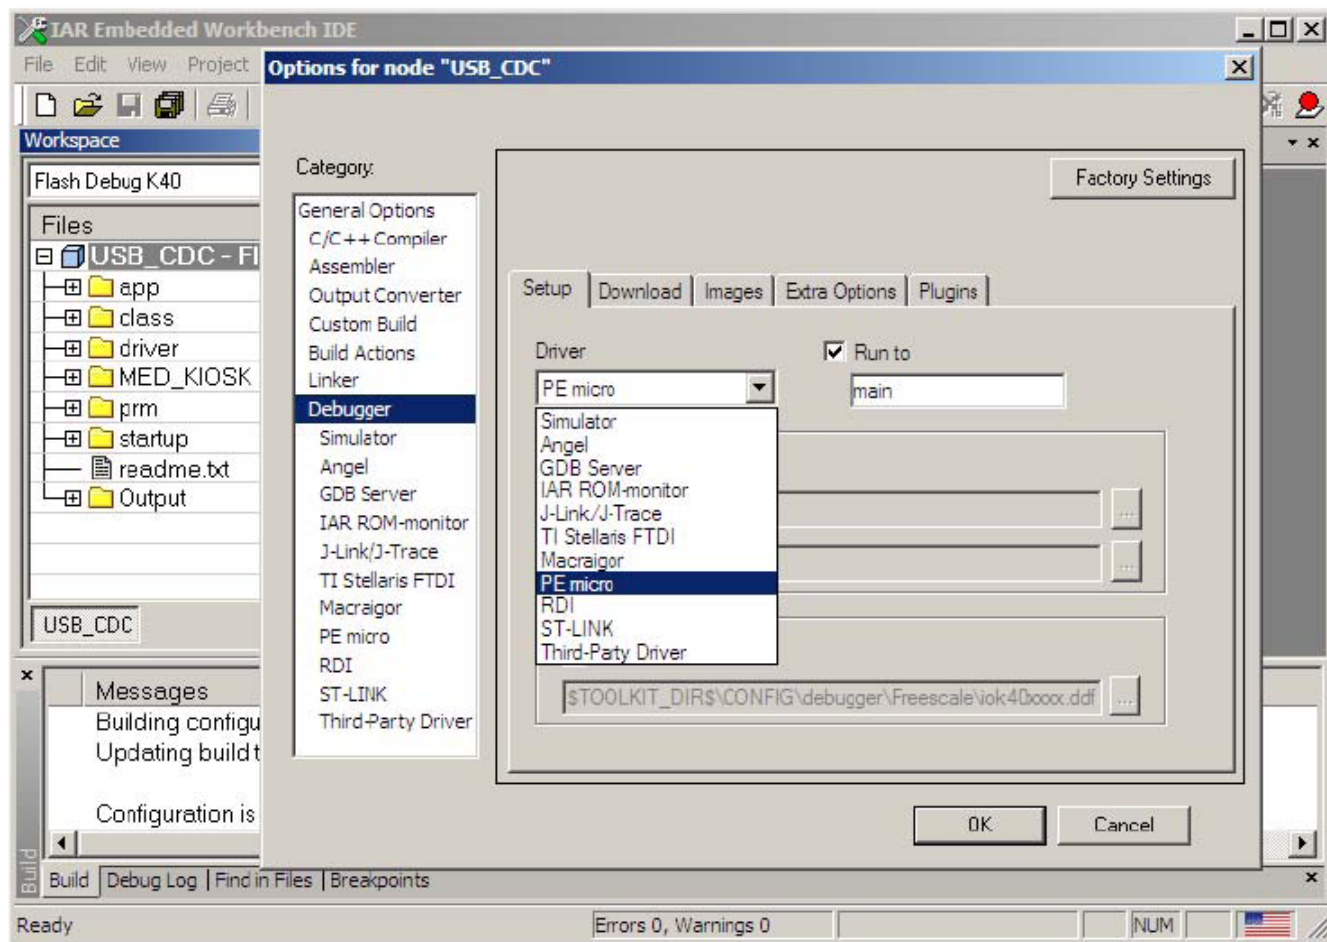 IAR Embedded Workbench IDE
File Edit View Project
Options for node "USB_CDC"
Workspace
Flash Debug K40
Files
USB_CDC - Fl
app
class
driver
MED_KIOSK
prm
startup
readme.txt
Output
USB_CDC
Category:
General Options
C/C++ Compiler
Assembler
Output Converter
Custom Build
Build Actions
Linker
Debugger
Simulator
Angel
GDB Server
IAR ROM-monitor
J-Link/J-Trace
TI Stellaris FTDI
Macraigor
PE micro
RDI
ST-LINK
Third-Party Driver
Factory Settings
Setup Download Images Extra Options Plugins
Driver
Run to
PE micro
main
Simulator
Angel
GDB Server
IAR ROM-monitor
J-Link/J-Trace
TI Stellaris FTDI
Macraigor
PE micro
RDI
ST-LINK
Third-Party Driver
...
...
$TOOLKIT_DIR$\CONFIG\debugger\Freescale\iok40xxxx.ddf ...
OK Cancel
Messages
Building configu
Updating build t
Configuration is
Build
Build Debug Log Find in Files Breakpoints
Ready Errors 0, Warnings 0 NUM